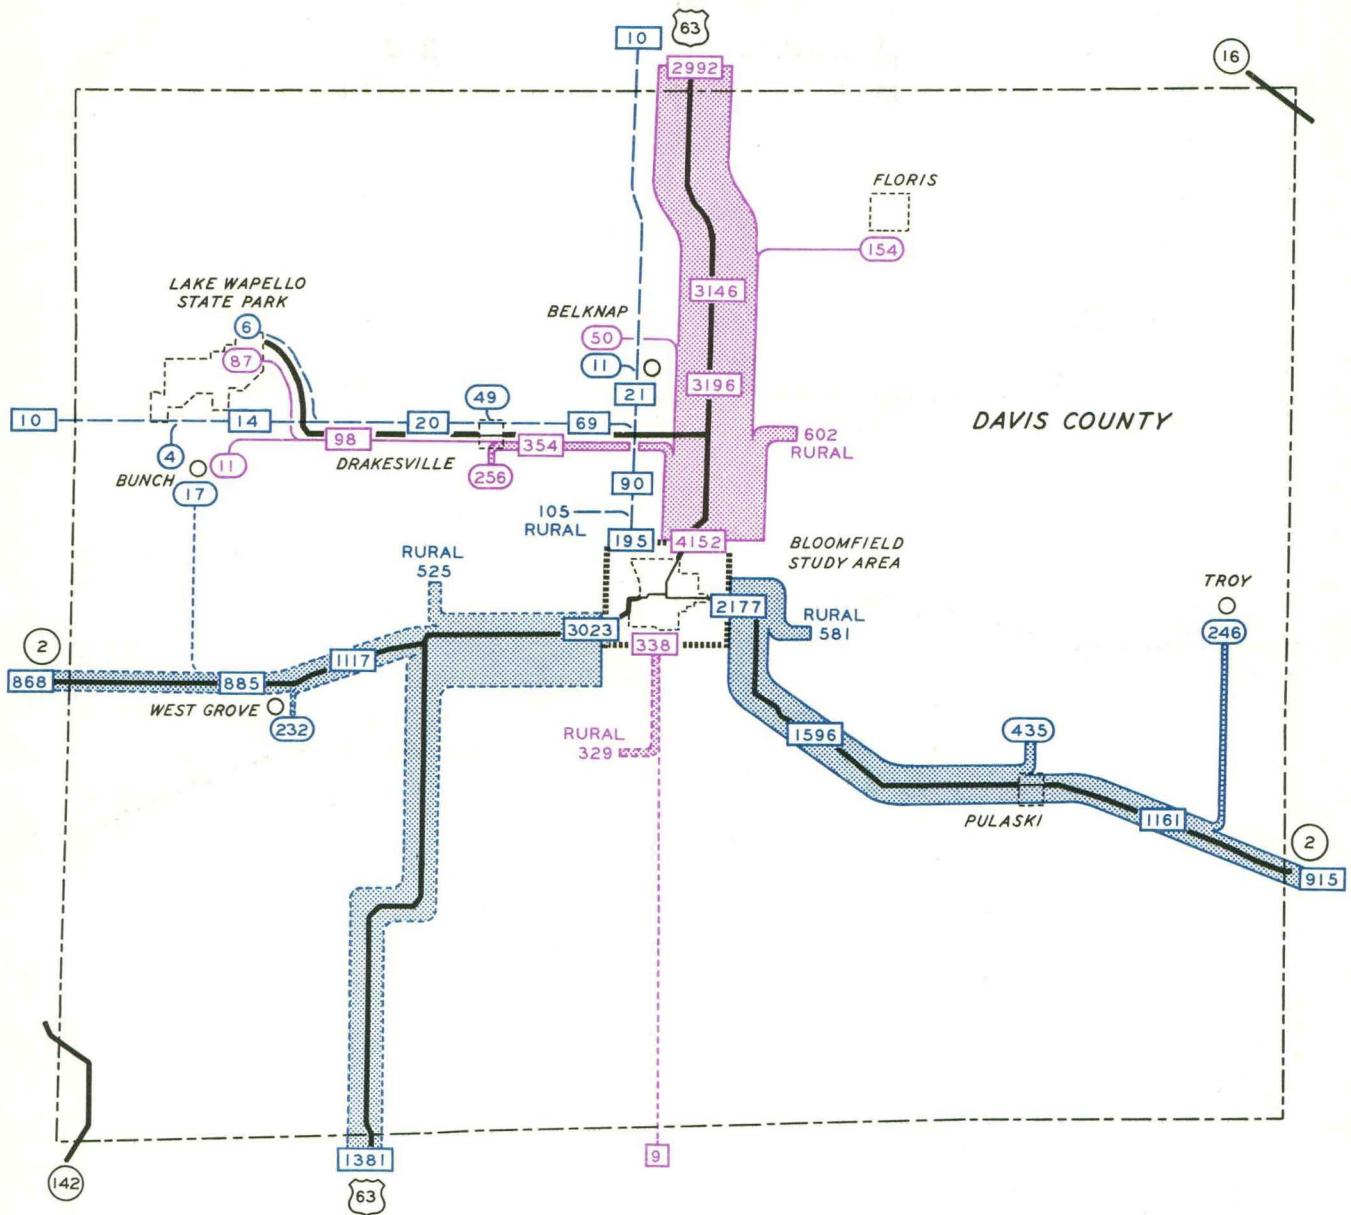 10
63
2992
16
FLORIS
154
LAKE WAPELLO
STATE PARK
6
87
BELKNAP
50
3146
11
21
3196
49
10
14
20
69
DAVIS COUNTY
4
98
354
602
RURAL
DRAKESVILLE
BUNCH
11
256
17
90
105
RURAL
195
4152
BLOOMFIELD
STUDY AREA
RURAL
525
TROY
2177
RURAL
581
246
3023
338
2
868
885
1117
WEST GROVE
232
RURAL
329
1596
435
PULASKI
1161
2
915
1381
9
142
63